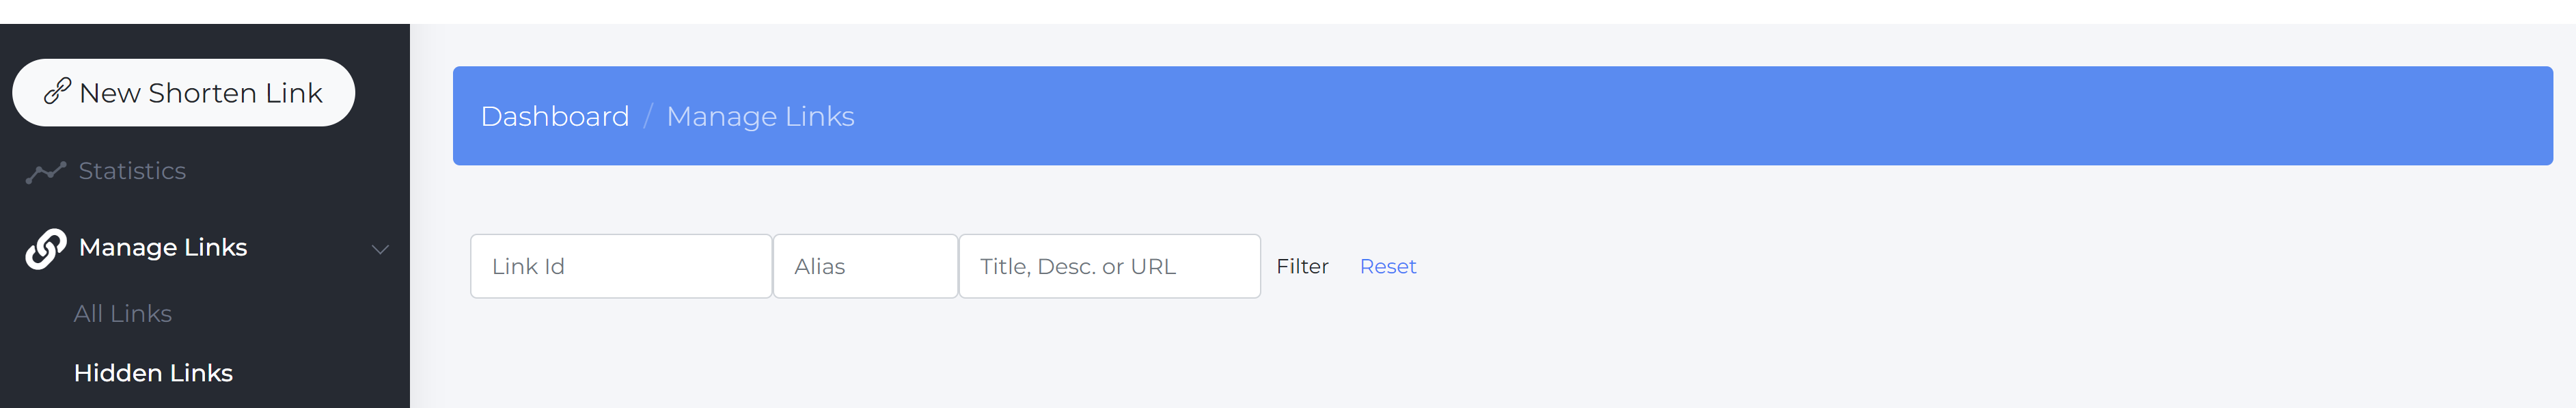 New Shorten Link
Statistics
Manage Links
All Links
Hidden Links
Dashboard / Manage Links
Link Id
Alias
Title, Desc. or URL
Filter
Reset